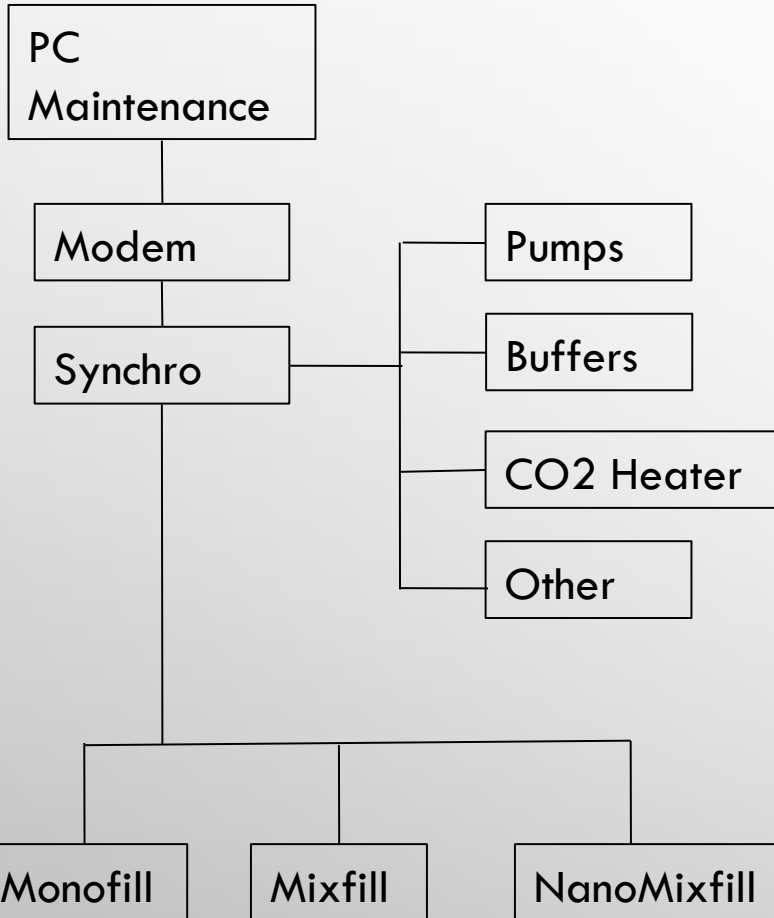 PC
Maintenance
Modem
Synchro
Pumps
Buffers
CO2 Heater
Other
Monofill
Mixfill
NanoMixfill